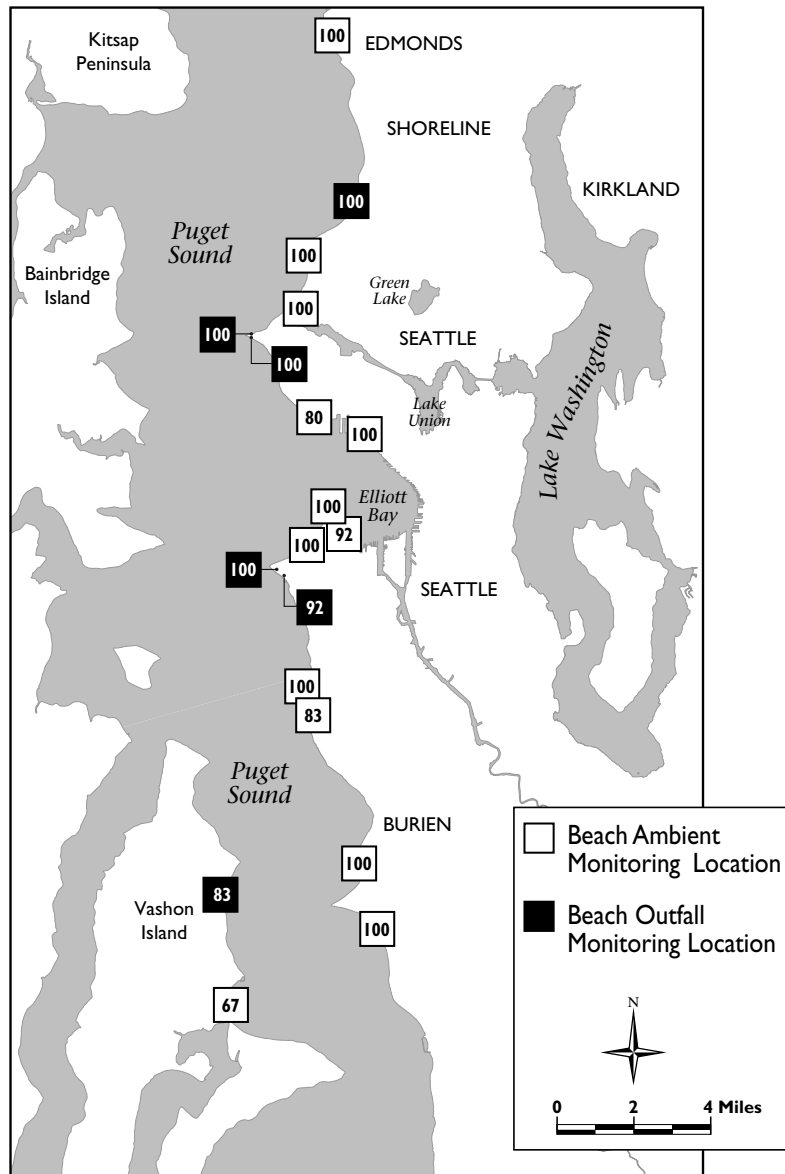 100
EDMONDS
Kitsap
Peninsula
SHORELINE
KIRKLAND
100
Puget
Sound
100
Bainbridge
Island
Green
Lake
100
100
SEATTLE
100
Lake Washington
Lake
Union
80
100
Elliott
Bay
100
92
100
100
SEATTLE
92
100
83
Puget
Sound
BURIEN
100
83
Vashon
Island
100
67
Beach Ambient
Monitoring Location
Beach Outfall
Monitoring Location
N
0 2 4 Miles